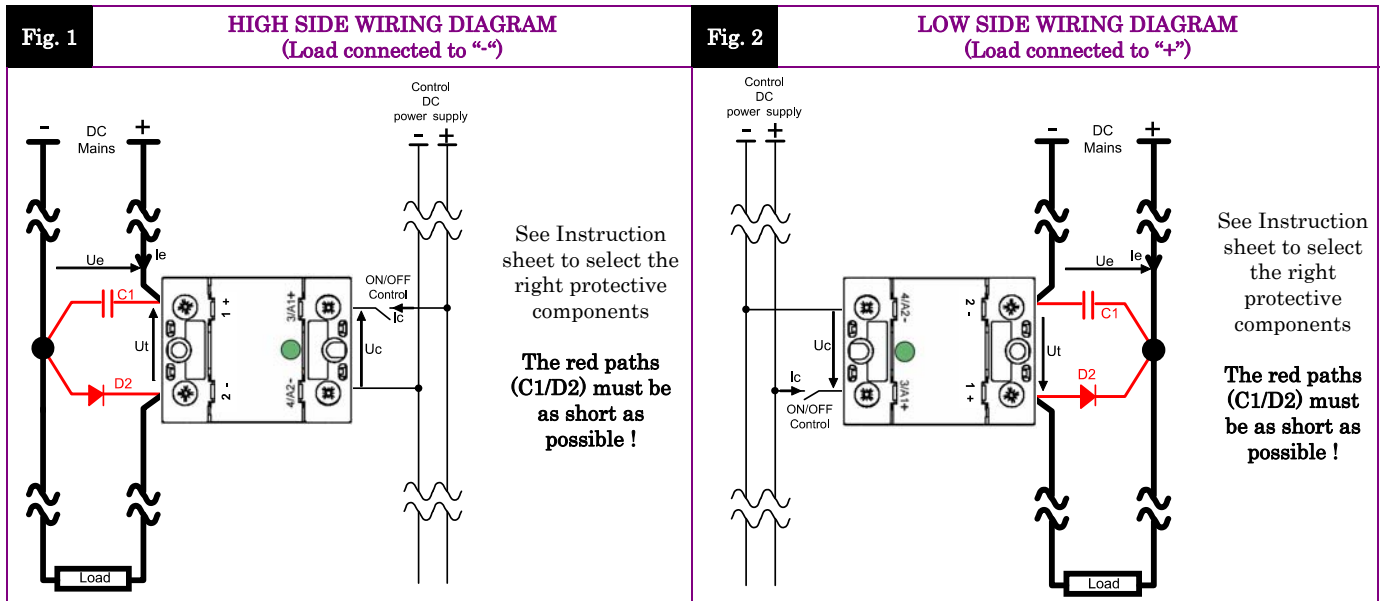 Fig. 1
HIGH SIDE WIRING DIAGRAM
(Load connected to “-“)
Control
DC
power supply
- +
- DC +
Mains
Ue
Ie
C1
1 +
3/A1+
ON/OFF
Control
Ic
Ut
Uc
D2
2 -
4/A2-
Load
See Instruction
sheet to select the
right protective
components
The red paths
(C1/D2) must be
as short as
possible !
Fig. 2
LOW SIDE WIRING DIAGRAM
(Load connected to “+”)
Control
DC
power supply
- +
- DC +
Mains
Ue
Ie
4/A2-
2 -
C1
Uc
Ut
Ic
D2
ON/OFF
Control
3/A1+
1 +
Load
See Instruction
sheet to select
the right
protective
components
The red paths
(C1/D2) must
be as short as
possible !